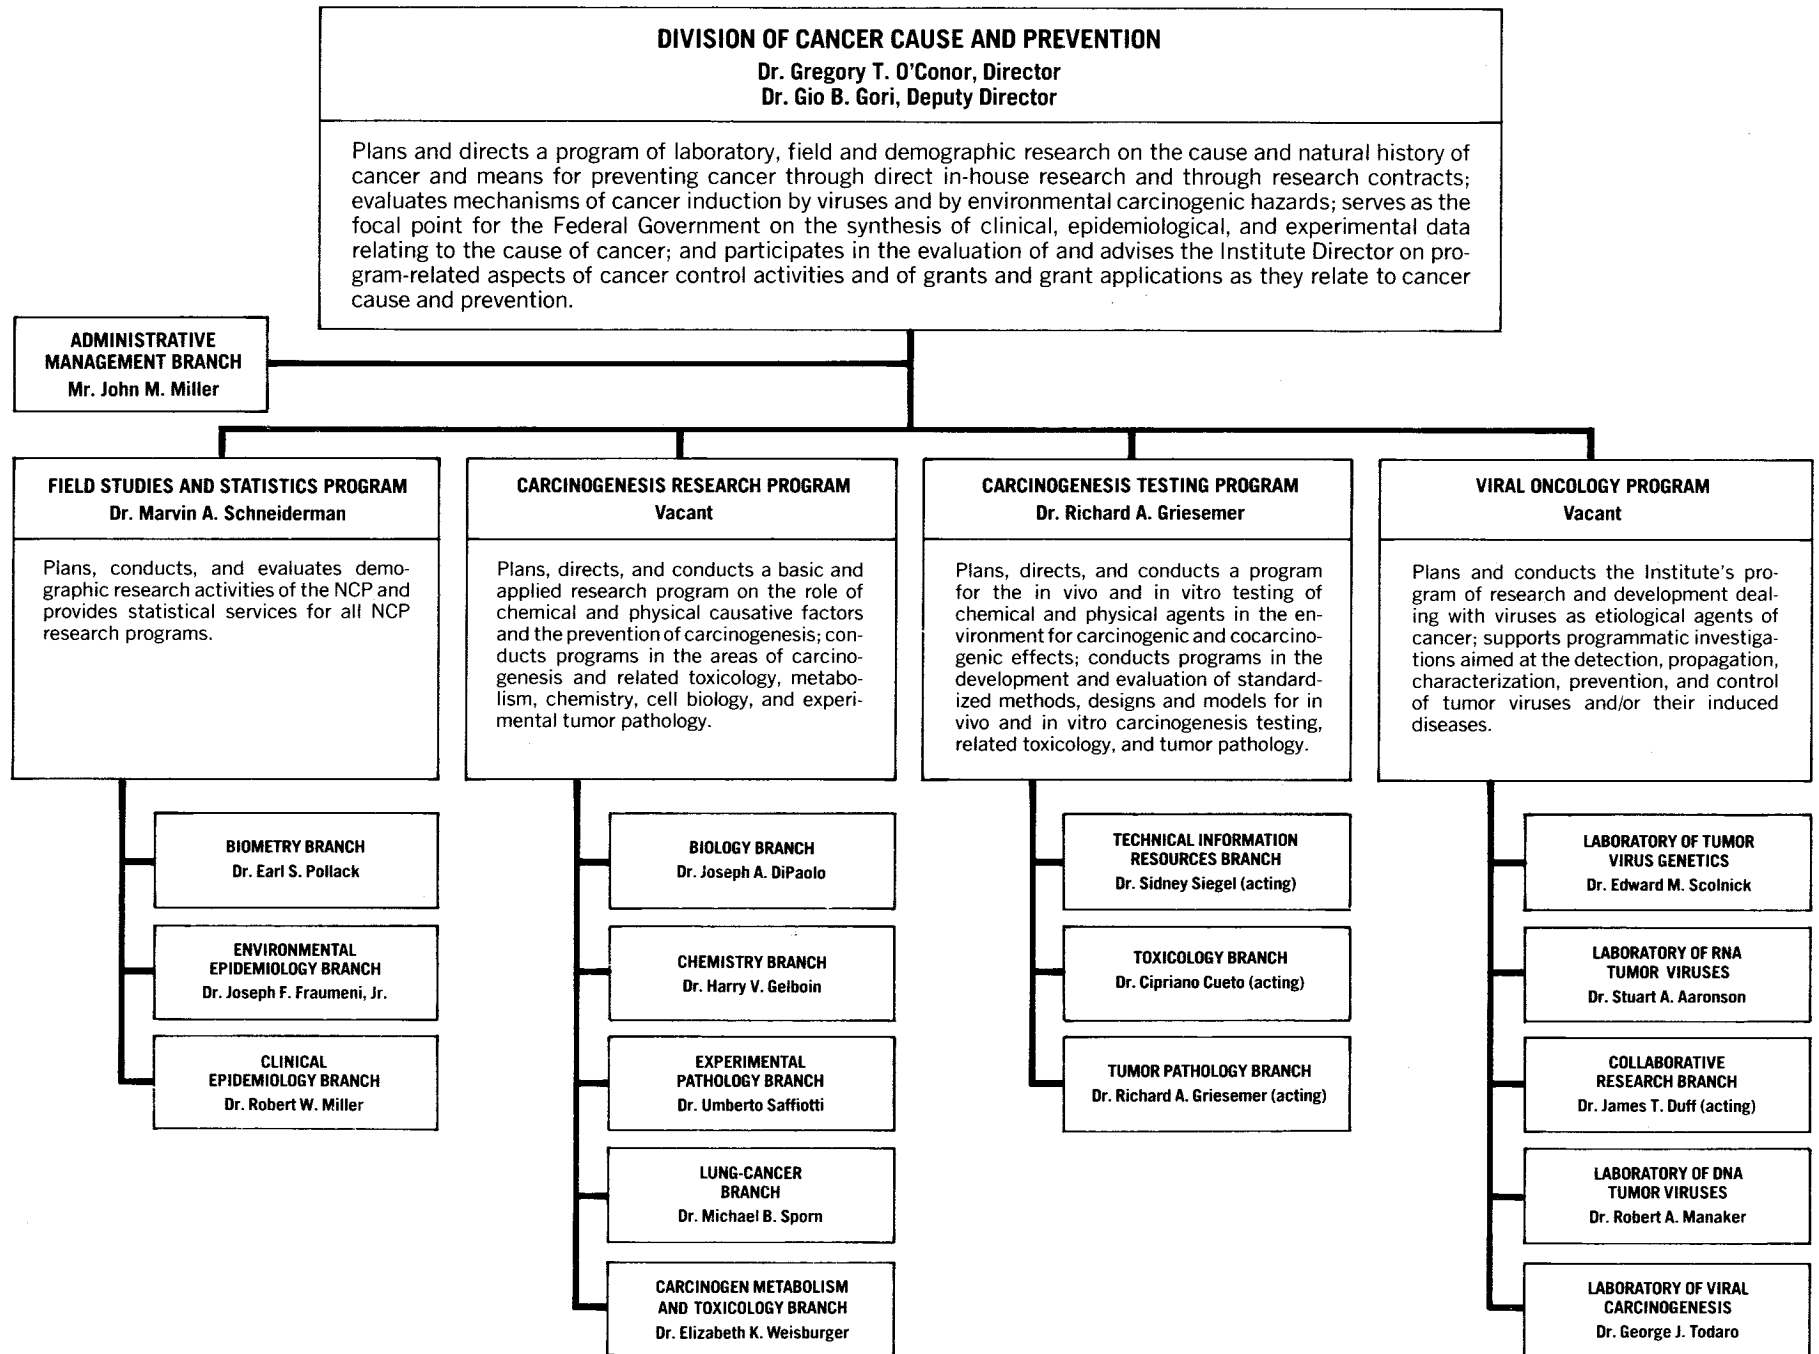 DIVISION OF CANCER CAUSE AND PREVENTION
Dr. Gregory T. O'Conor, Director
Dr. Gio B. Gori, Deputy Director
Plans and directs a program of laboratory, field and demographic research on the cause and natural history of
cancer and means for preventing cancer through direct in-house research and through research contracts;
evaluates mechanisms of cancer induction by viruses and by environmental carcinogenic hazards; serves as the
focal point for the Federal Government on the synthesis of clinical, epidemiological, and experimental data
relating to the cause of cancer; and participates in the evaluation of and advises the Institute Director on pro-
gram-related aspects of cancer control activities and of grants and grant applications as they relate to cancer
cause and prevention.
ADMINISTRATIVE
MANAGEMENT BRANCH
Mr. John M. Miller
FIELD STUDIES AND STATISTICS PROGRAM
Dr. Marvin A. Schneiderman
Plans, conducts, and evaluates demo-
graphic research activities of the NCP and
provides statistical services for all NCP
research programs.
BIOMETRY BRANCH
Dr. Earl S. Pollack
ENVIRONMENTAL
EPIDEMIOLOGY BRANCH
Dr. Joseph F. Fraumeni, Jr.
CLINICAL
EPIDEMIOLOGY BRANCH
Dr. Robert W. Miller
CARCINOGENESIS RESEARCH PROGRAM
Vacant
Plans, directs, and conducts a basic and
applied research program on the role of
chemical and physical causative factors
and the prevention of carcinogenesis; con-
ducts programs in the areas of carcino-
genesis and related toxicology, metabo-
lism, chemistry, cell biology, and experi-
mental tumor pathology.
BIOLOGY BRANCH
Dr. Joseph A. DiPaolo
CHEMISTRY BRANCH
Dr. Harry V. Gelboin
EXPERIMENTAL
PATHOLOGY BRANCH
Dr. Umberto Saffiotti
LUNG-CANCER
BRANCH
Dr. Michael B. Sporn
CARCINOGEN METABOLISM
AND TOXICOLOGY BRANCH
Dr. Elizabeth K. Weisburger
CARCINOGENESIS TESTING PROGRAM
Dr. Richard A. Griesemer
Plans, directs, and conducts a program
for the in vivo and in vitro testing of
chemical and physical agents in the en-
vironment for carcinogenic and cocarcino-
genic effects; conducts programs in the
development and evaluation of standard-
ized methods, designs and models for in
vivo and in vitro carcinogenesis testing,
related toxicology, and tumor pathology.
TECHNICAL INFORMATION
RESOURCES BRANCH
Dr. Sidney Siegel (acting)
TOXICOLOGY BRANCH
Dr. Cipriano Cueto (acting)
TUMOR PATHOLOGY BRANCH
Dr. Richard A. Griesemer (acting)
VIRAL ONCOLOGY PROGRAM
Vacant
Plans and conducts the Institute's pro-
gram of research and development deal-
ing with viruses as etiological agents of
cancer; supports programmatic investiga-
tions aimed at the detection, propagation,
characterization, prevention, and control
of tumor viruses and/or their induced
diseases.
LABORATORY OF TUMOR
VIRUS GENETICS
Dr. Edward M. Scolnick
LABORATORY OF RNA
TUMOR VIRUSES
Dr. Stuart A. Aaronson
COLLABORATIVE
RESEARCH BRANCH
Dr. James T. Duff (acting)
LABORATORY OF DNA
TUMOR VIRUSES
Dr. Robert A. Manaker
LABORATORY OF VIRAL
CARCINOGENESIS
Dr. George J. Todaro